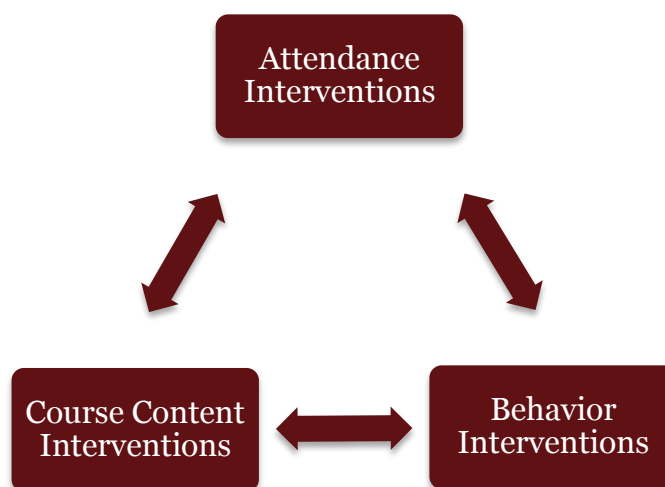 Attendance
Interventions
Course Content
Interventions
Behavior
Interventions